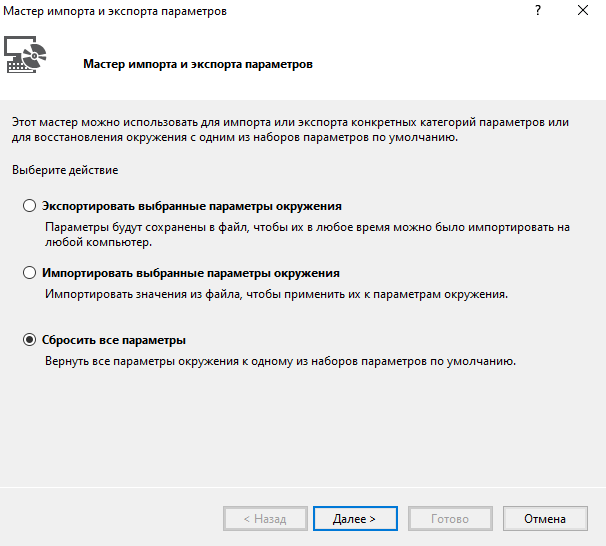 Мастер импорта и экспорта параметров
?
Мастер импорта и экспорта параметров
Этот мастер можно использовать для импорта или экспорта конкретных категорий параметров или
для восстановления окружения с одним из наборов параметров по умолчанию.
Выберите действие
Экспортировать выбранные параметры окружения
Параметры будут сохранены в файл, чтобы их в любое время можно было импортировать на
любой компьютер.
Импортировать выбранные параметры окружения
Импортировать значения из файла, чтобы применить их к параметрам окружения.
Сбросить все параметры
Вернуть все параметры окружения к одному из наборов параметров по умолчанию.
< Назад
Далее >
Готово
Отмена